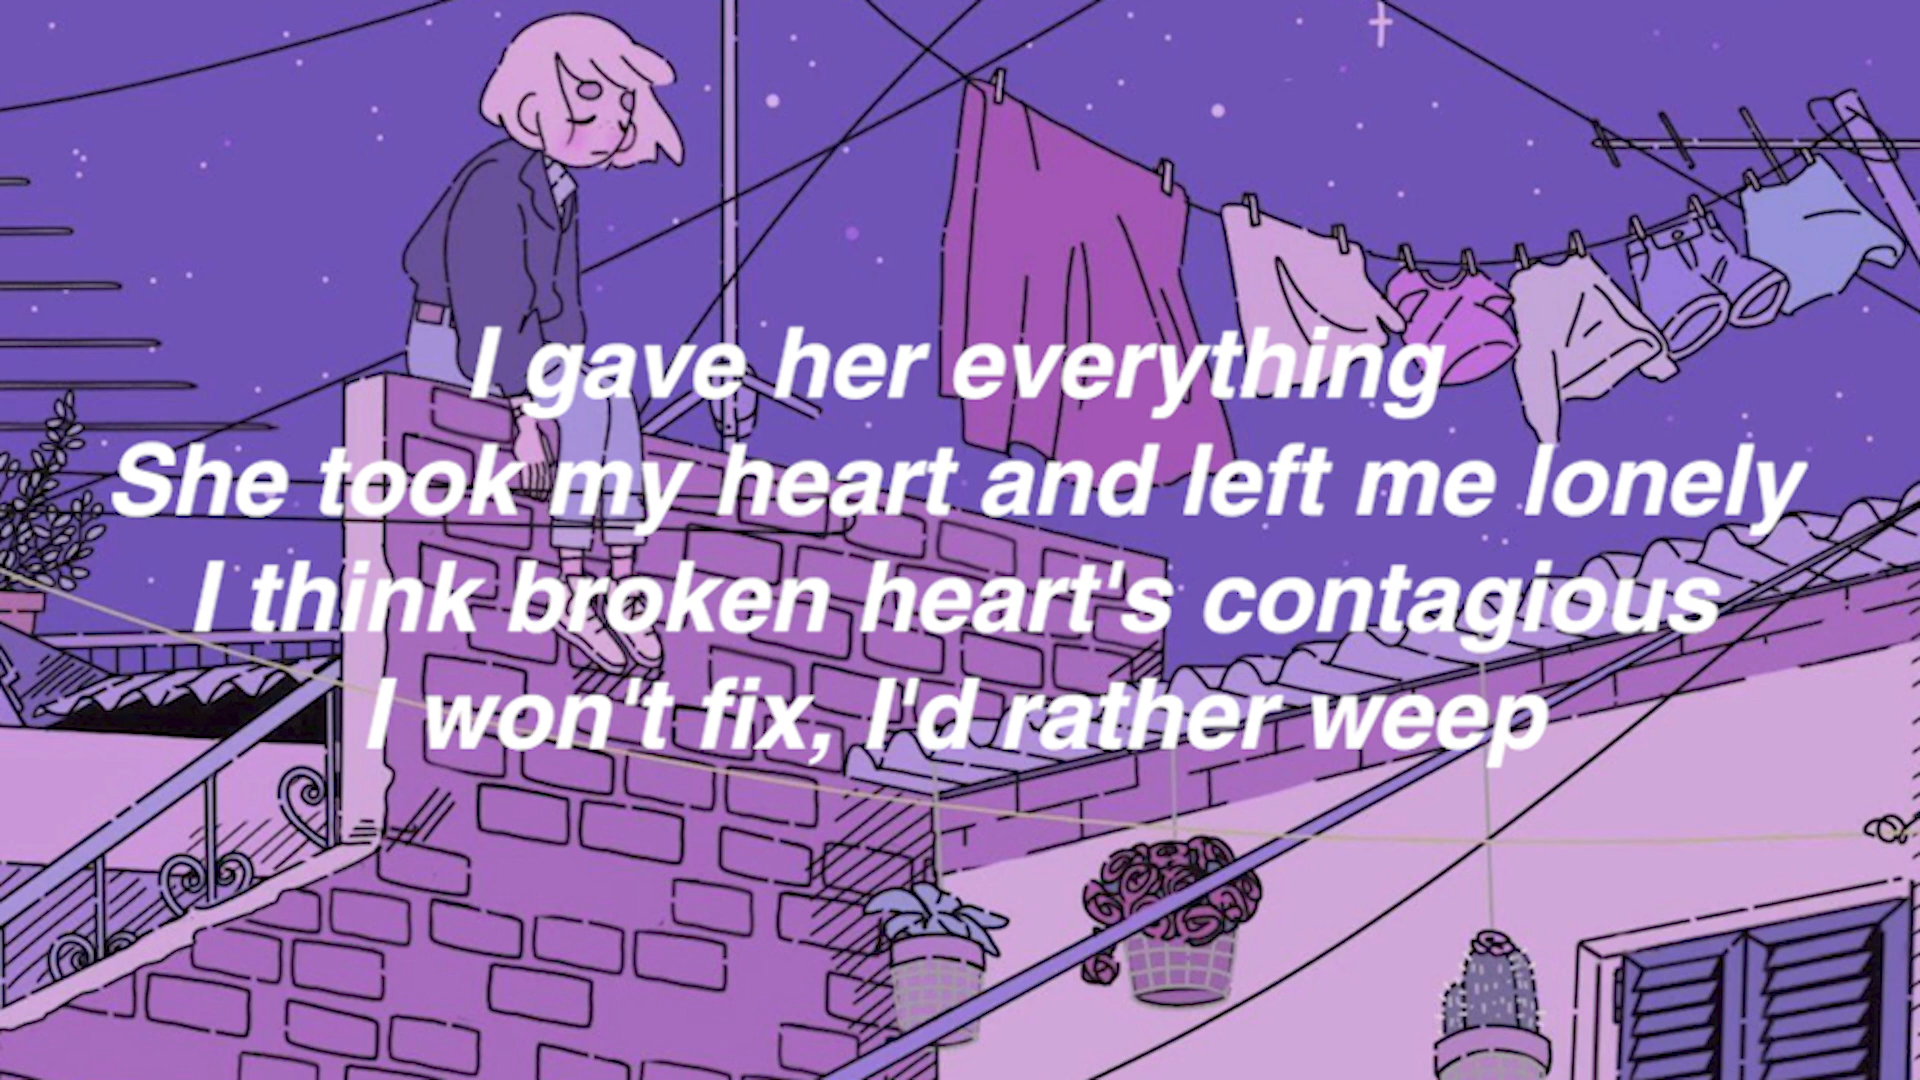 I gave her everything
She took my heart and left me lonely
I think broken heart's contagious
I won't fix, I'd rather weep